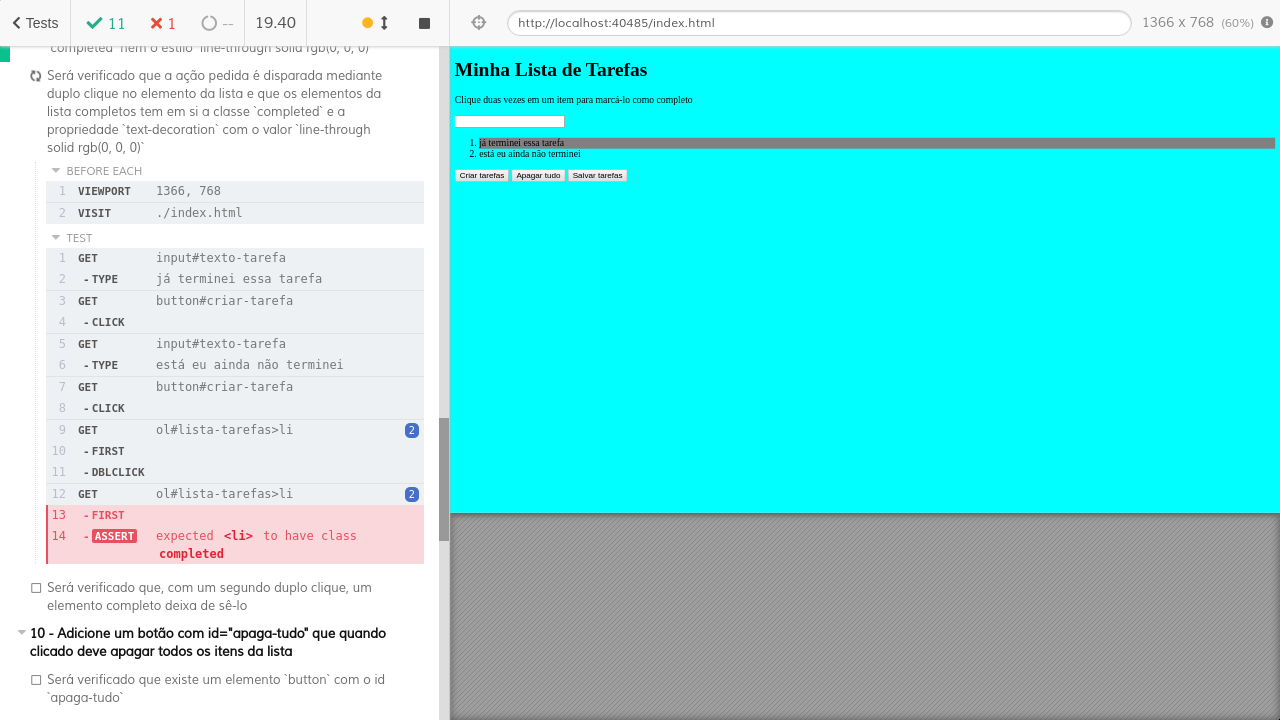 Tests 11 1 -- 19.40
http://localhost:40485/index.html 1366 x 768 (60%)
`completed` nem o estilo `line-through solid rgb(0, 0, 0)`
Será verificado que a ação pedida é disparada mediante
duplo clique no elemento da lista e que os elementos da
lista completos tem em si a classe `completed` e a
propriedade `text-decoration` com o valor `line-through
solid rgb(0, 0, 0)`
BEFORE EACH
1 VIEWPORT 1366, 768
2 VISIT ./index.html
TEST
1 GET input#texto-tarefa
2 -TYPE já terminei essa tarefa
3 GET button#criar-tarefa
4 -CLICK
5 GET input#texto-tarefa
6 -TYPE está eu ainda não terminei
7 GET button#criar-tarefa
8 -CLICK
9 GET ol#lista-tarefas>li 2
10 -FIRST
11 -DBLCLICK
12 GET ol#lista-tarefas>li 2
13 -FIRST
14 -ASSERT expected <li> to have class
completed
Será verificado que, com um segundo duplo clique, um
elemento completo deixa de sê-lo
10 - Adicione um botão com id="apaga-tudo" que quando
clicado deve apagar todos os itens da lista
Será verificado que existe um elemento `button` com o id
`apaga-tudo`
Minha Lista de Tarefas
Clique duas vezes em um item para marcá-lo como completo
1. já terminei essa tarefa
2. está eu ainda não terminei
Criar tarefas Apagar tudo Salvar tarefas